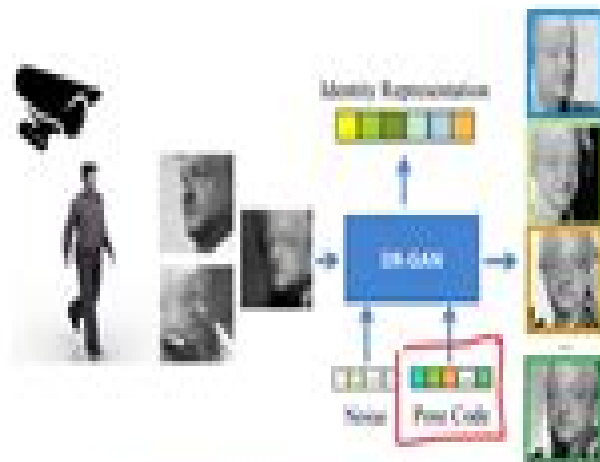 Identity Representation
DR-GAN
Noise
Pose Code
...